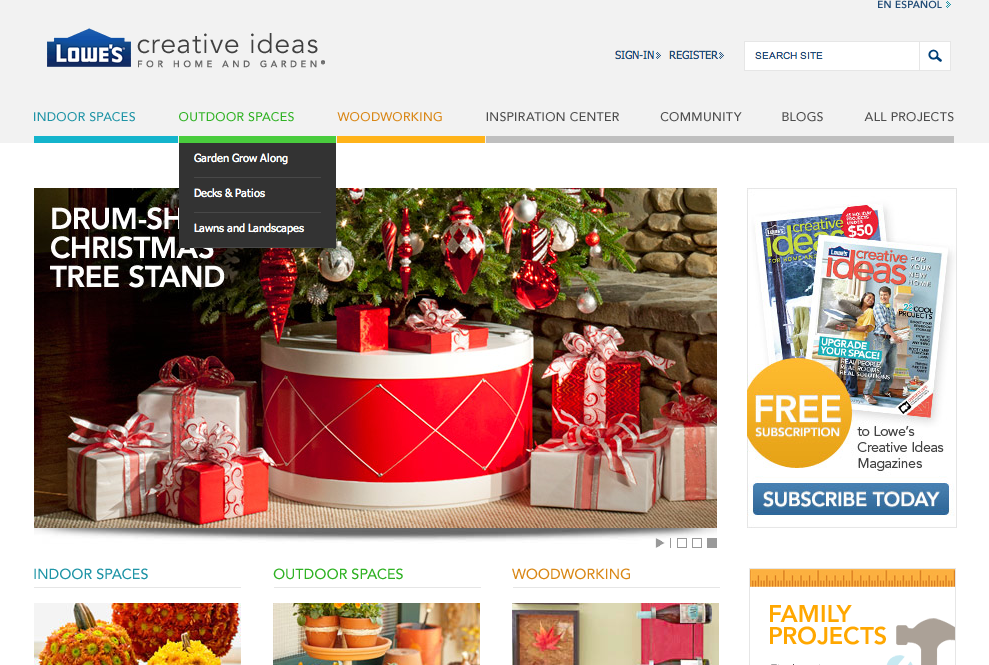 EN ESPAÑOL
LOWE'S creative ideas
FOR HOME AND GARDEN
SIGN-IN REGISTER
SEARCH SITE
INDOOR SPACES OUTDOOR SPACES WOODWORKING INSPIRATION CENTER COMMUNITY BLOGS ALL PROJECTS
Garden Grow Along
Decks & Patios
Lawns and Landscapes
DRUM-SH
CHRISTMAS
TREE STAND
$50
creative
ideas
LOWE'S creative
ideas
FOR
YOUR
NEW
HOME
COOL
PROJECTS
UPGRADE
YOUR SPACE!
REAL PEOPLE
REAL ROOMS
REAL SOLUTIONS
FREE
SUBSCRIPTION
to Lowe's
Creative Ideas
Magazines
SUBSCRIBE TODAY
INDOOR SPACES OUTDOOR SPACES WOODWORKING
FAMILY
PROJECTS